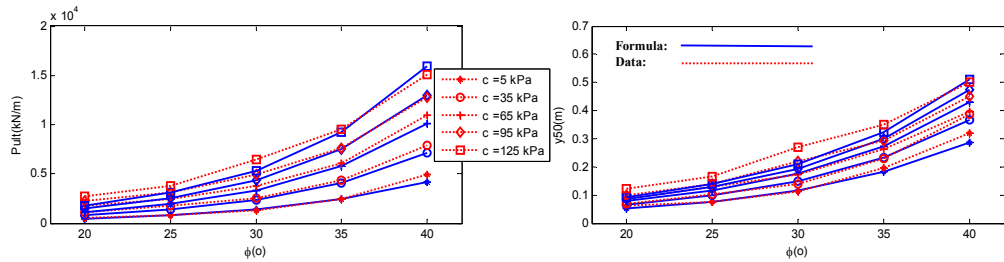 x 10^4
2
1.5
1
0.5
0
20 25 30 35 40
ϕ(o)
Pult(kN/m)
c =5 kPa
c =35 kPa
c =65 kPa
c =95 kPa
c =125 kPa
0.7
0.6
0.5
0.4
0.3
0.2
0.1
0
20 25 30 35 40
ϕ(o)
y50(m)
Formula:
Data: